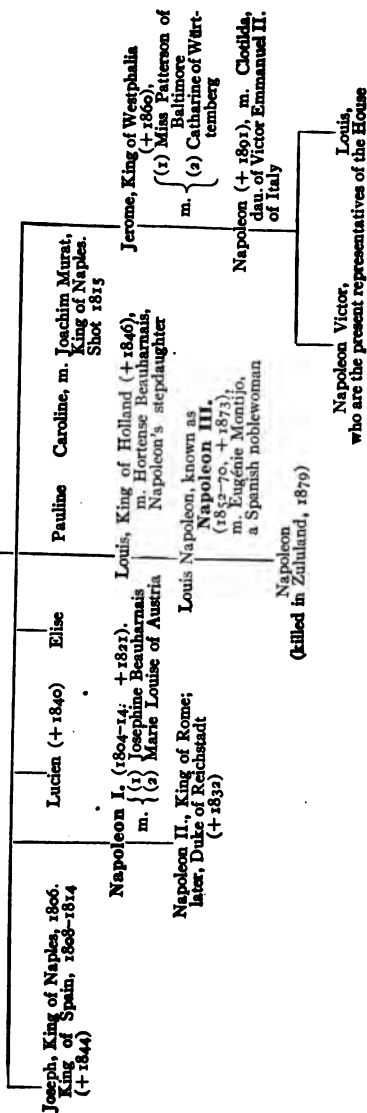 Joseph, King of Naples, 1806.
King of Spain, 1808–1814
(+ 1844)
Lucien (+ 1840)
Elise
Pauline
Caroline, m. Joachim Murat,
King of Naples.
Shot 1815
Napoleon I. (1804–14; +1821).
m. { (1) Josephine Beauharnais
(2) Marie Louise of Austria
Louis, King of Holland (+ 1846),
m. Hortense Beauharnais,
Napoleon's stepdaughter
Jerome, King of Westphalia
(+ 1860),
m. { (1) Miss Patterson of
Baltimore
(2) Catharine of Würt-
temberg
Napoleon II., King of Rome;
later, Duke of Reichstadt
(+ 1832)
Louis Napoleon, known as
Napoleon III.
(1852–70, +1873),
m. Eugénie Montijo,
a Spanish noblewoman
Napoleon (+ 1891), m. Clotilda,
dau. of Victor Emmanuel II.
of Italy
Napoleon
(killed in Zululand, 1879)
Napoleon Victor,
Louis,
who are the present representatives of the House